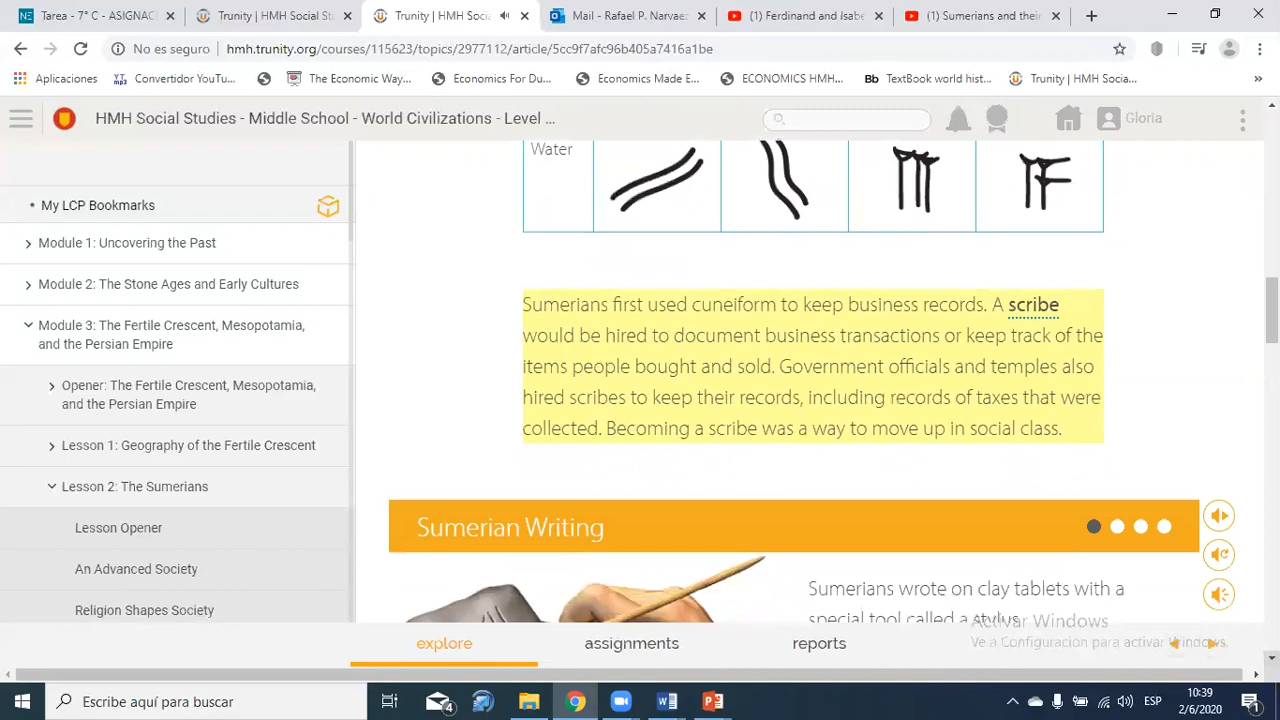 Tarea - 7° C - ASIGNAC
Trunity | HMH Social St
Trunity | HMH Soci
Mail - Rafael P. Narvae
(1) Ferdinand and Isabe
(1) Sumerians and thei
No es seguro
hmh.trunity.org/courses/115623/topics/2977112/article/5cc9f7afc96b405a7416a1be
Aplicaciones
Convertidor YouTu...
The Economic Way...
Economics For Du...
Economics Made E...
ECONOMICS HMH...
Bb TextBook world hist...
Trunity | HMH Socia...
»
HMH Social Studies - Middle School - World Civilizations - Level ...
Gloria
My LCP Bookmarks
Module 1: Uncovering the Past
Module 2: The Stone Ages and Early Cultures
Module 3: The Fertile Crescent, Mesopotamia,
and the Persian Empire
Opener: The Fertile Crescent, Mesopotamia,
and the Persian Empire
Lesson 1: Geography of the Fertile Crescent
Lesson 2: The Sumerians
Lesson Opener
An Advanced Society
Religion Shapes Society
Water
Sumerians first used cuneiform to keep business records. A scribe
would be hired to document business transactions or keep track of the
items people bought and sold. Government officials and temples also
hired scribes to keep their records, including records of taxes that were
collected. Becoming a scribe was a way to move up in social class.
Sumerian Writing
Sumerians wrote on clay tablets with a
special tool called a stylus.
Activar Windows
Ve a Configuración para activar Windows.
explore
assignments
reports
Escribe aquí para buscar
4
ESP
10:39
2/6/2020
1